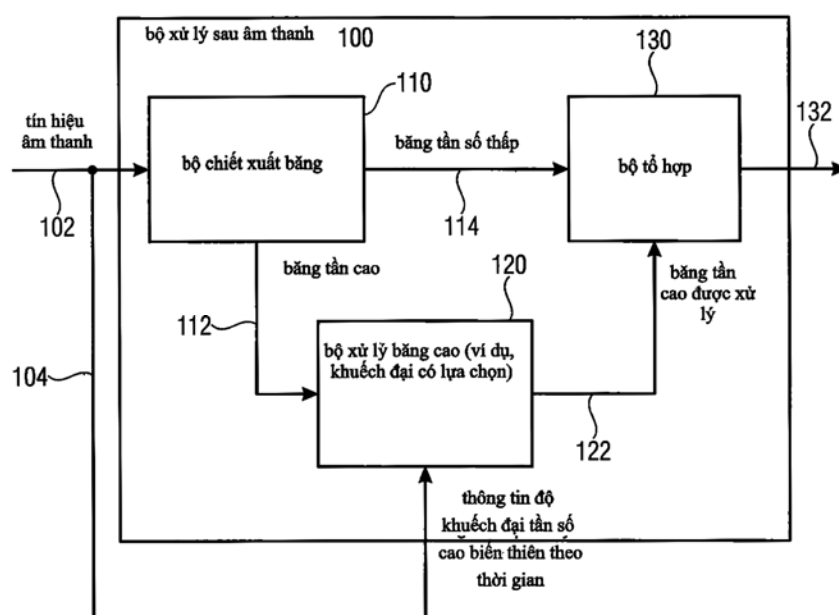 bộ xử lý sau âm thanh 100
130
110
132
tín hiệu
âm thanh
bộ chiết xuất băng
băng tần số thấp
bộ tổ hợp
102
114
băng tần cao
120
băng tần
cao được xử
lý
112
bộ xử lý băng cao (ví dụ,
khuếch đại có lựa chọn)
104
122
thông tin độ
khuếch đại tần số
cao biến thiên theo
thời gian